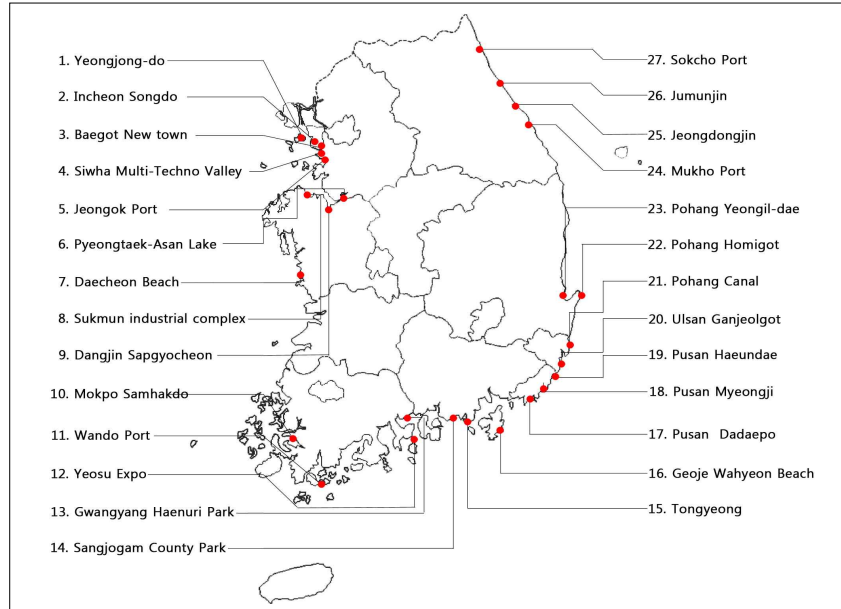 1. Yeongjong-do
2. Incheon Songdo
3. Baegot New town
4. Siwha Multi-Techno Valley
5. Jeongok Port
6. Pyeongtaek-Asan Lake
7. Daecheon Beach
8. Sukmun industrial complex
9. Dangjin Sapgyocheon
10. Mokpo Samhakdo
11. Wando Port
12. Yeosu Expo
13. Gwangyang Haenuri Park
14. Sangjogam County Park
27. Sokcho Port
26. Jumunjin
25. Jeongdongjin
24. Mukho Port
23. Pohang Yeongil-dae
22. Pohang Homigot
21. Pohang Canal
20. Ulsan Ganjeolgot
19. Pusan Haeundae
18. Pusan Myeongji
17. Pusan Dadaepo
16. Geoje Wahyeon Beach
15. Tongyeong